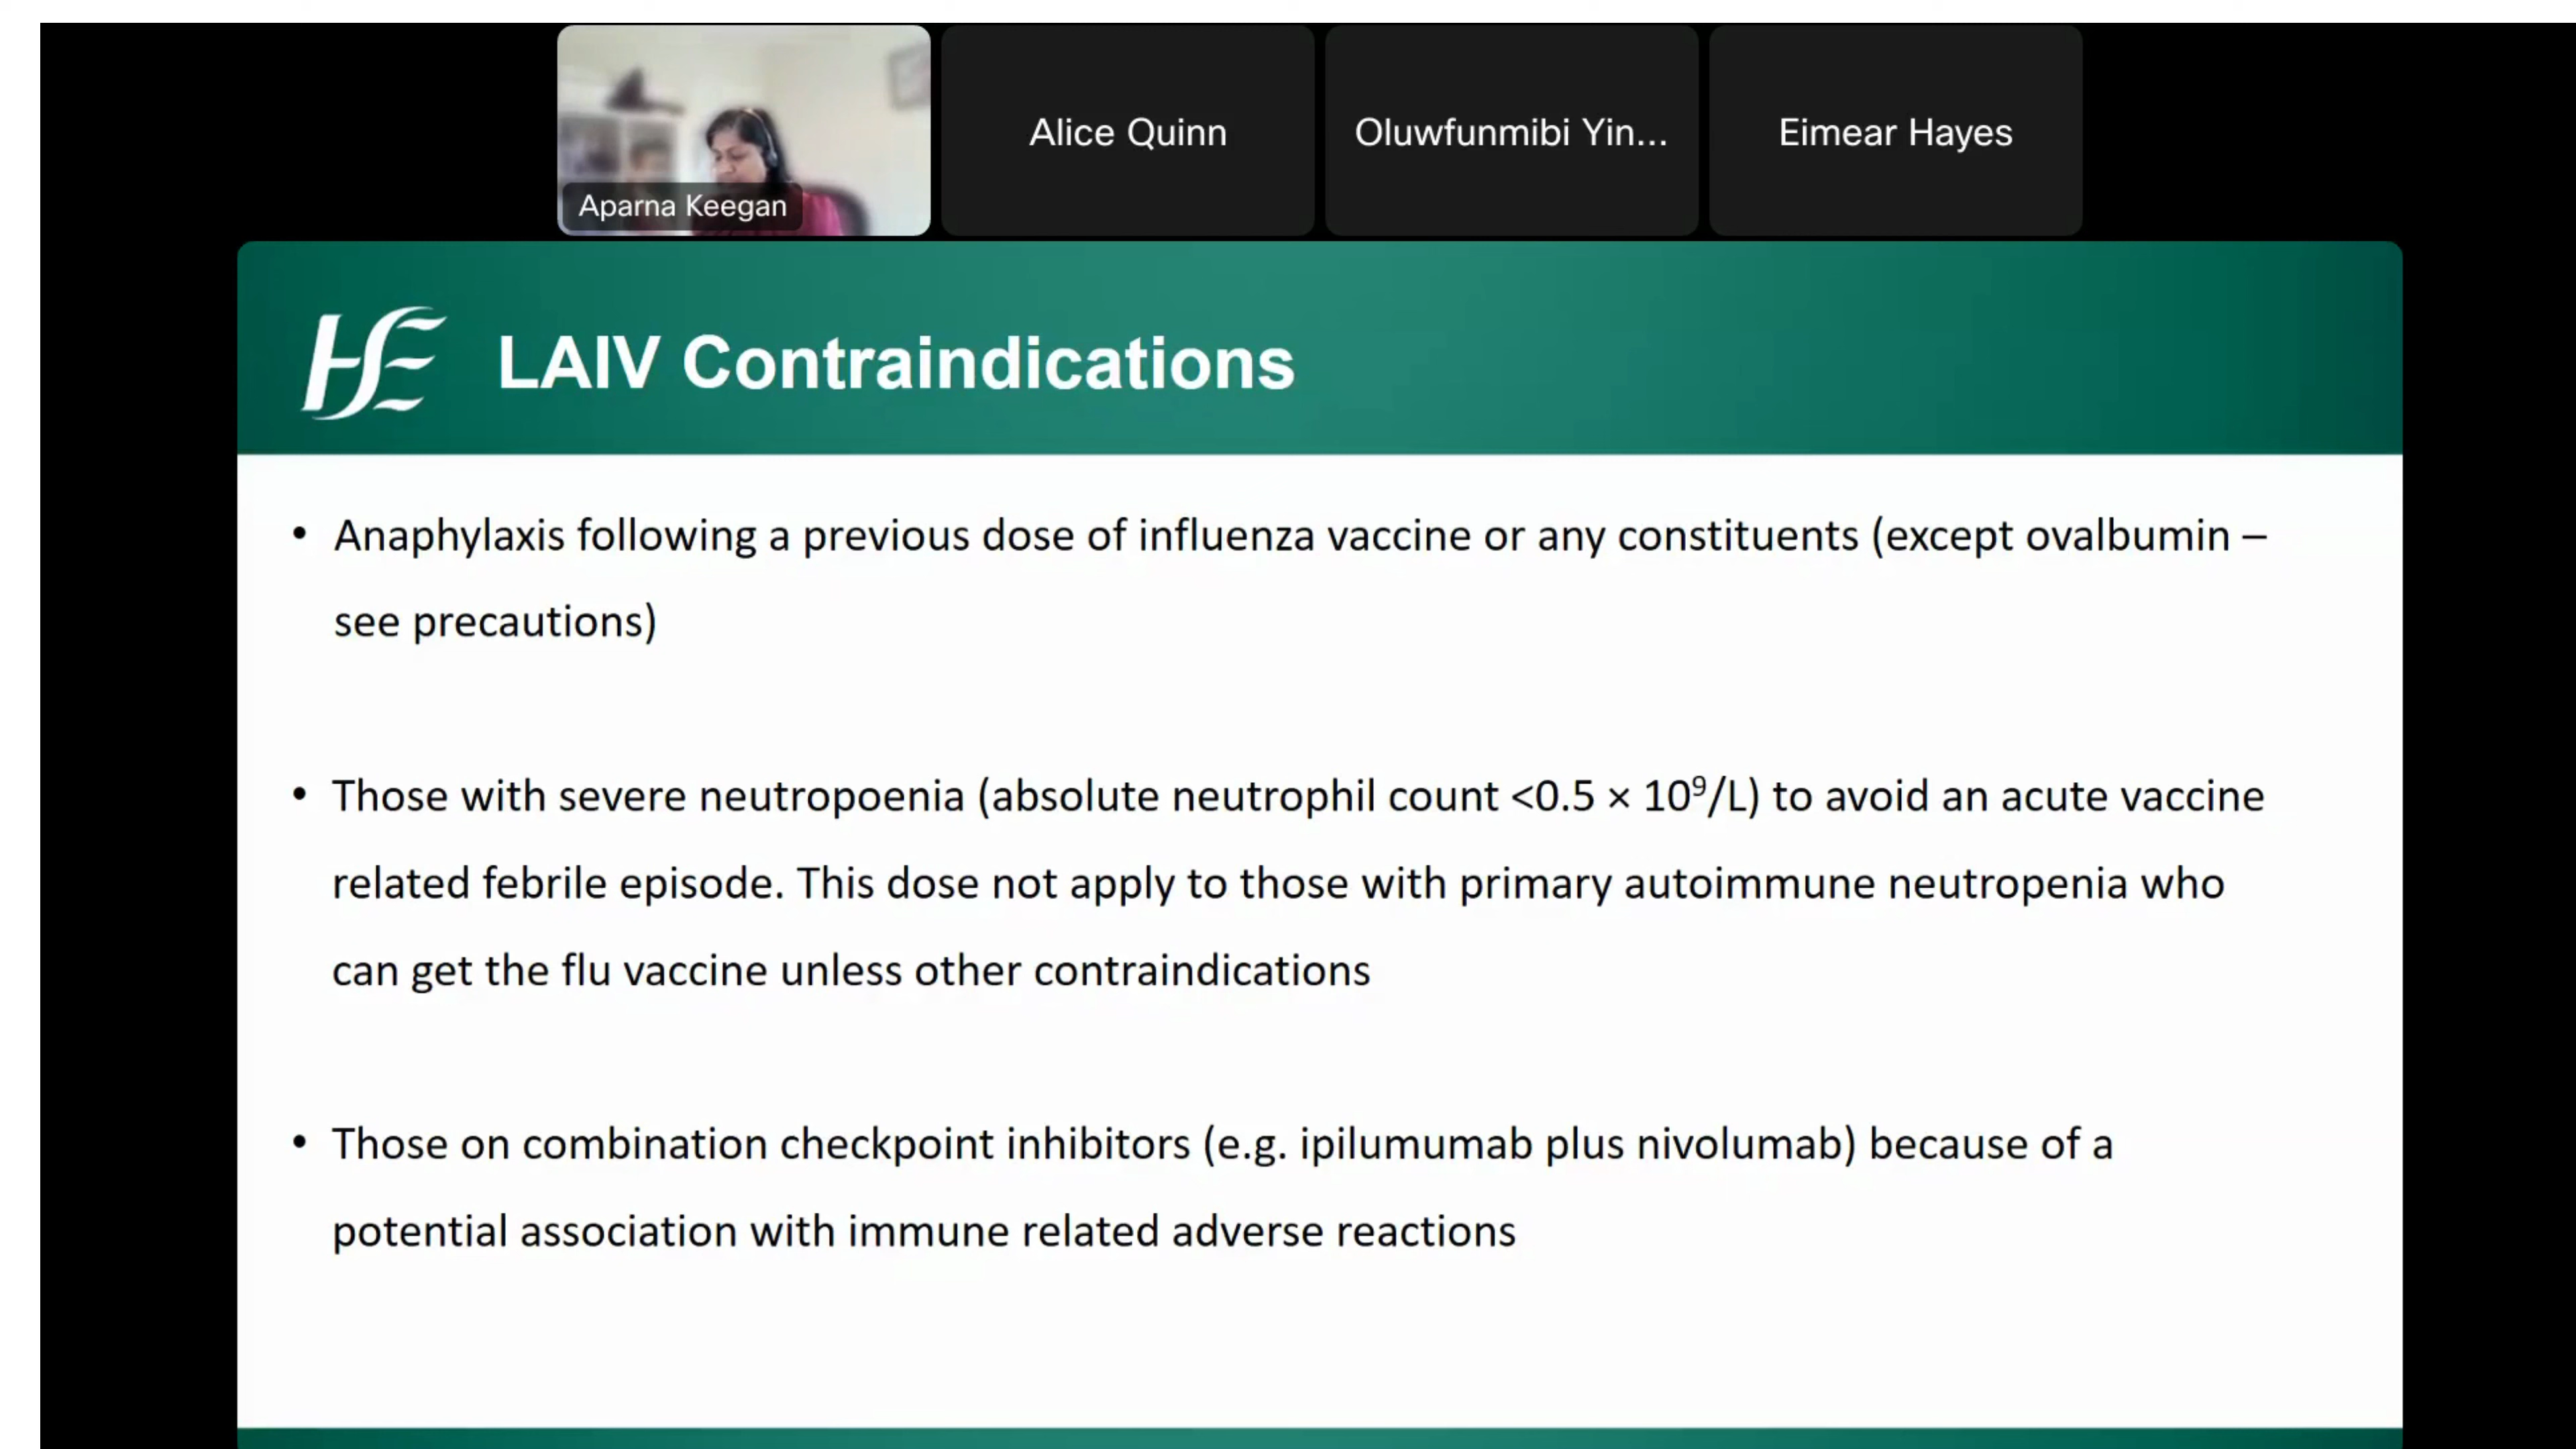 Aparna Keegan
Alice Quinn
Oluwfunmibi Yin...
Eimear Hayes
HSE
LAIV Contraindications
• Anaphylaxis following a previous dose of influenza vaccine or any constituents (except ovalbumin –
see precautions)
• Those with severe neutropoenia (absolute neutrophil count <0.5 × 10⁹/L) to avoid an acute vaccine
related febrile episode. This dose not apply to those with primary autoimmune neutropenia who
can get the flu vaccine unless other contraindications
• Those on combination checkpoint inhibitors (e.g. ipilumumab plus nivolumab) because of a
potential association with immune related adverse reactions